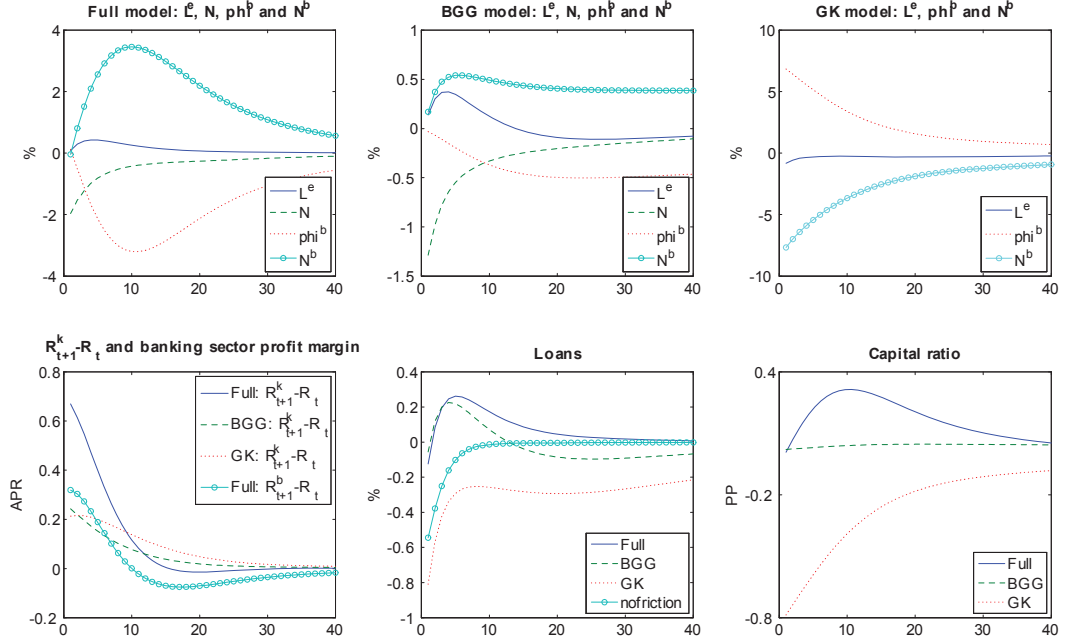 Full model: L^e, N, phi^b and N^b
4
2
0
-2
-4
%
0 10 20 30 40
L^e
N
phi^b
N^b
BGG model: L^e, N, phi^b and N^b
1
0.5
0
-0.5
-1
-1.5
%
0 10 20 30 40
L^e
N
phi^b
N^b
GK model: L^e, phi^b and N^b
10
5
0
-5
-10
%
0 10 20 30 40
L^e
phi^b
N^b
R^k_{t+1}-R_t and banking sector profit margin
0.8
0.6
0.4
0.2
0
-0.2
APR
0 10 20 30 40
Full: R^k_{t+1}-R_t
BGG: R^k_{t+1}-R_t
GK: R^k_{t+1}-R_t
Full: R^b_{t+1}-R_t
Loans
0.4
0.2
0
-0.2
-0.4
-0.6
-0.8
-1
%
0 10 20 30 40
Full
BGG
GK
nofriction
Capital ratio
0.4
-0.2
-0.8
PP
0 10 20 30 40
Full
BGG
GK